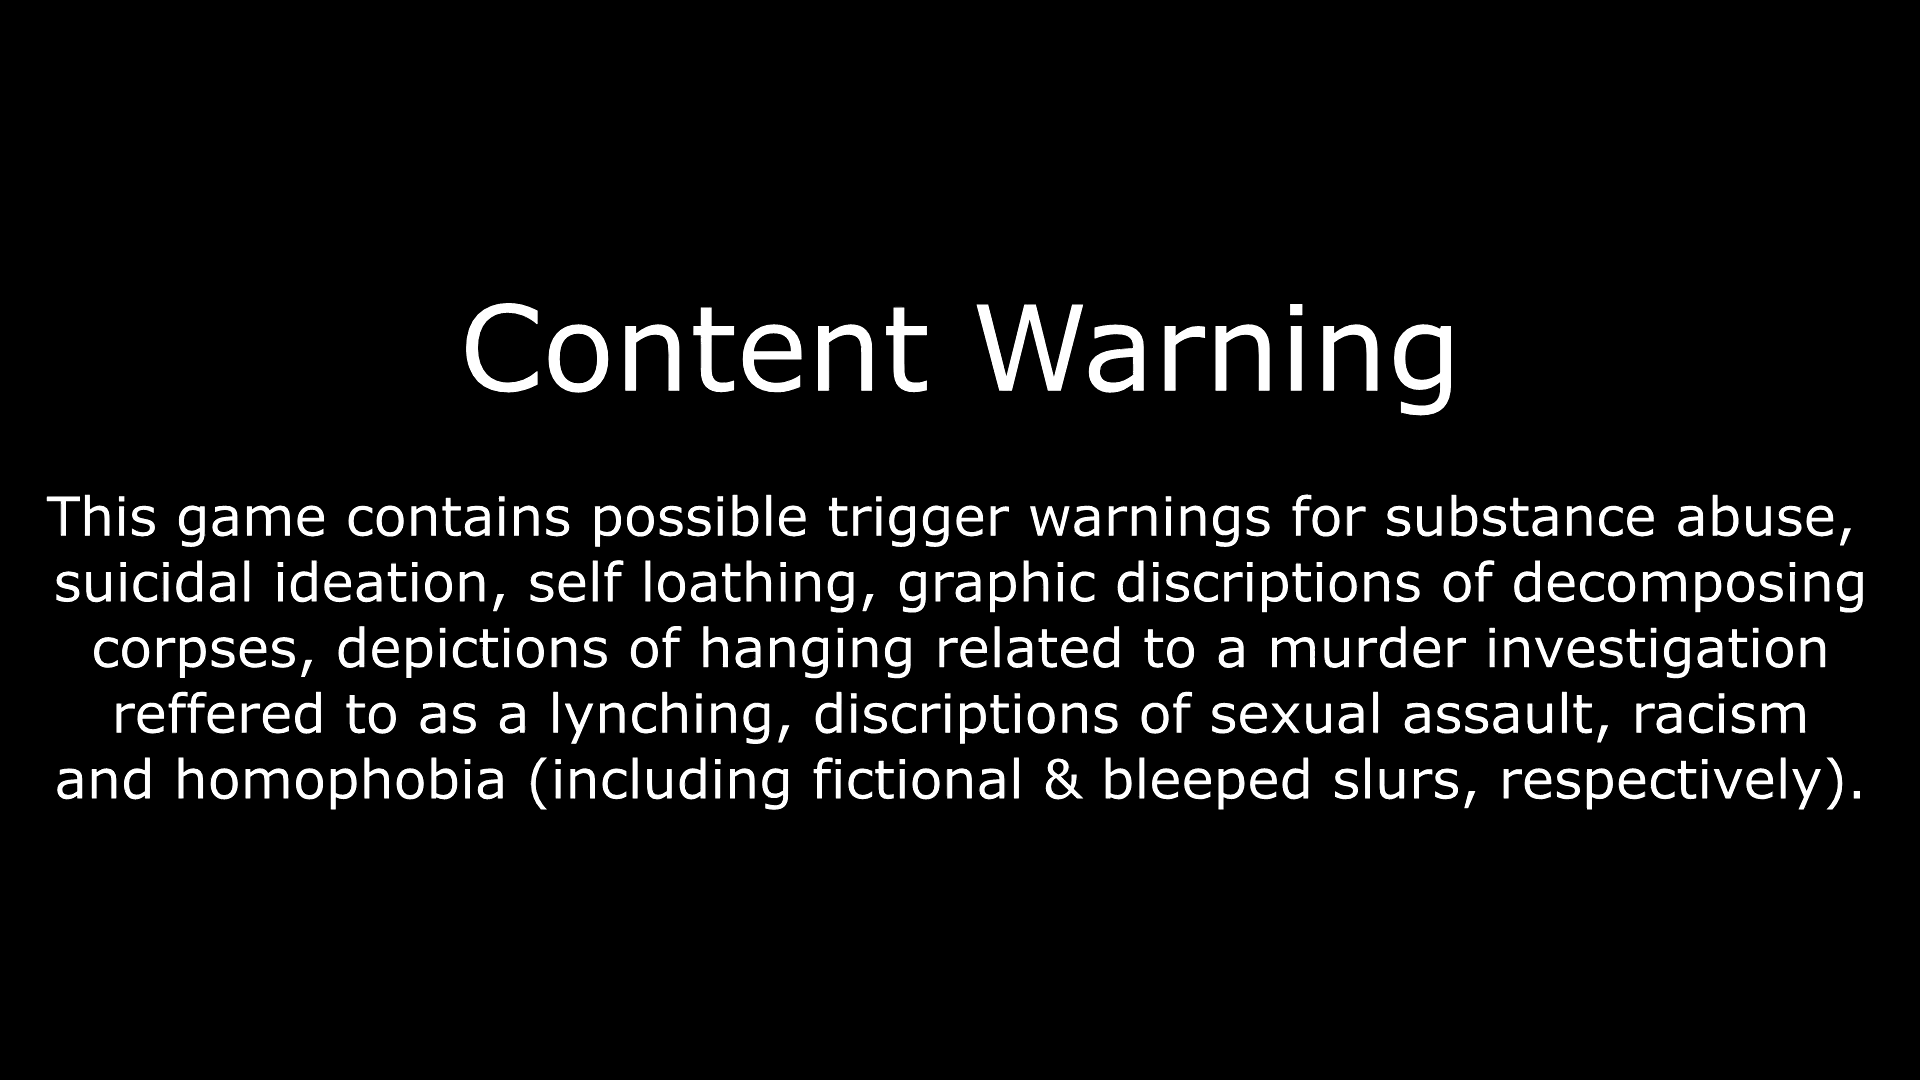 Content Warning
This game contains possible trigger warnings for substance abuse,
suicidal ideation, self loathing, graphic discriptions of decomposing
corpses, depictions of hanging related to a murder investigation
reffered to as a lynching, discriptions of sexual assault, racism
and homophobia (including fictional & bleeped slurs, respectively).